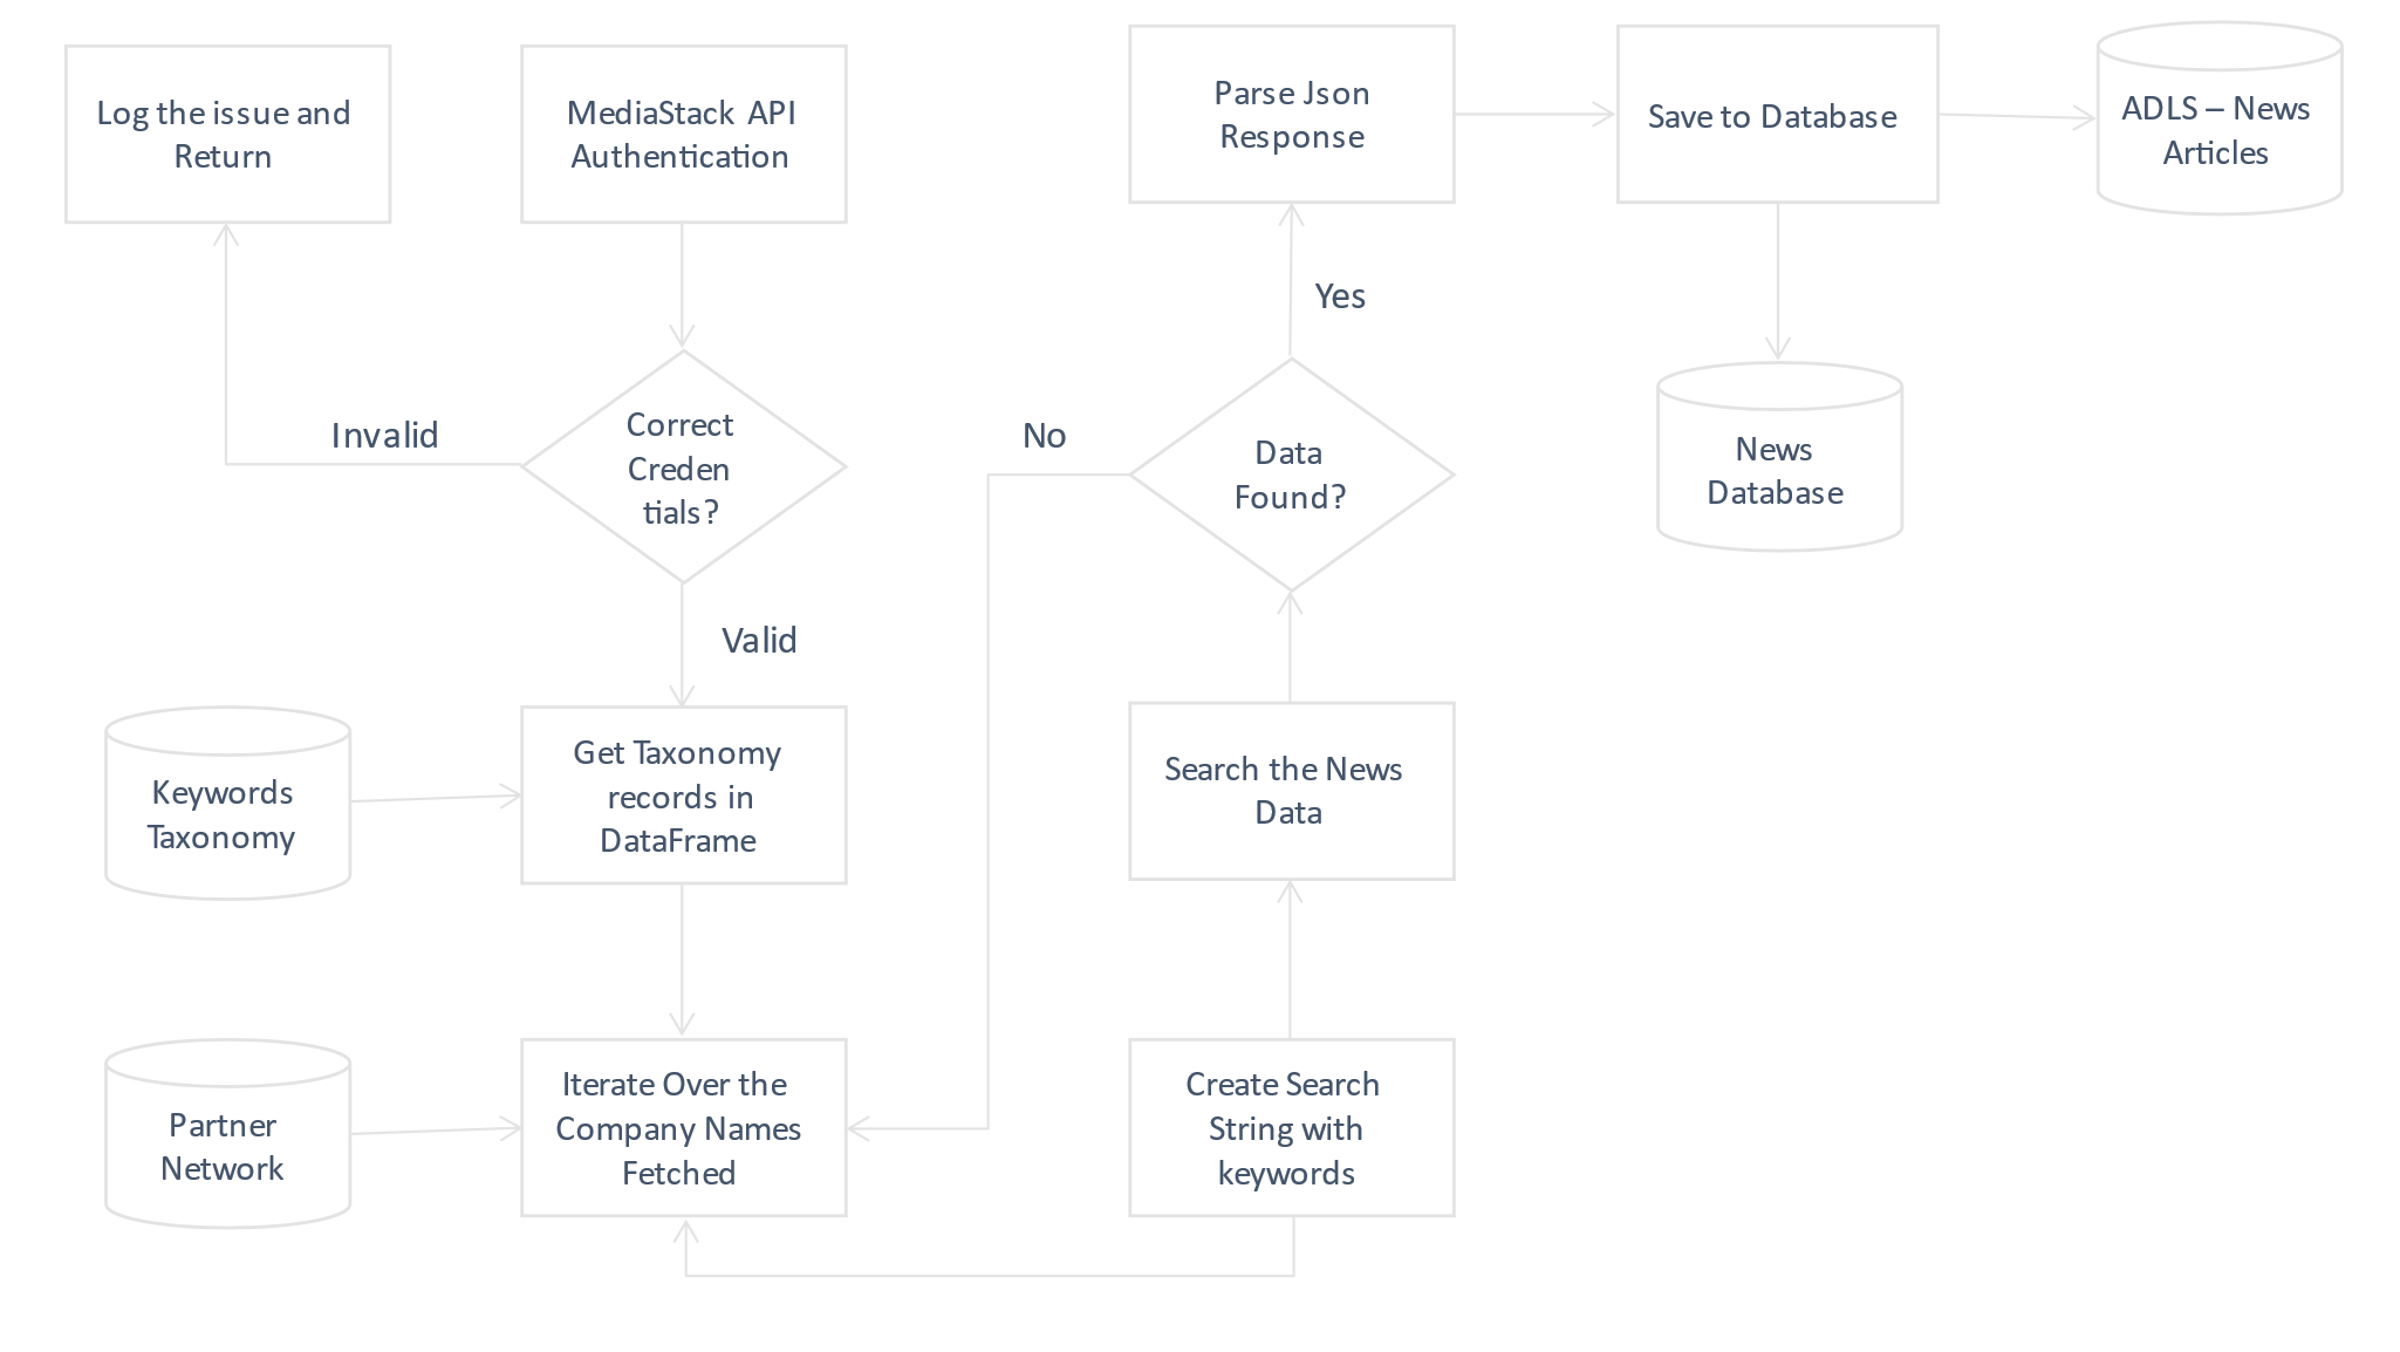 Log the issue and
Return
MediaStack API
Authentication
Parse Json
Response
Save to Database
ADLS – News
Articles
Yes
Invalid
Correct
Creden
tials?
No
Data
Found?
News
Database
Valid
Keywords
Taxonomy
Get Taxonomy
records in
DataFrame
Search the News
Data
Partner
Network
Iterate Over the
Company Names
Fetched
Create Search
String with
keywords